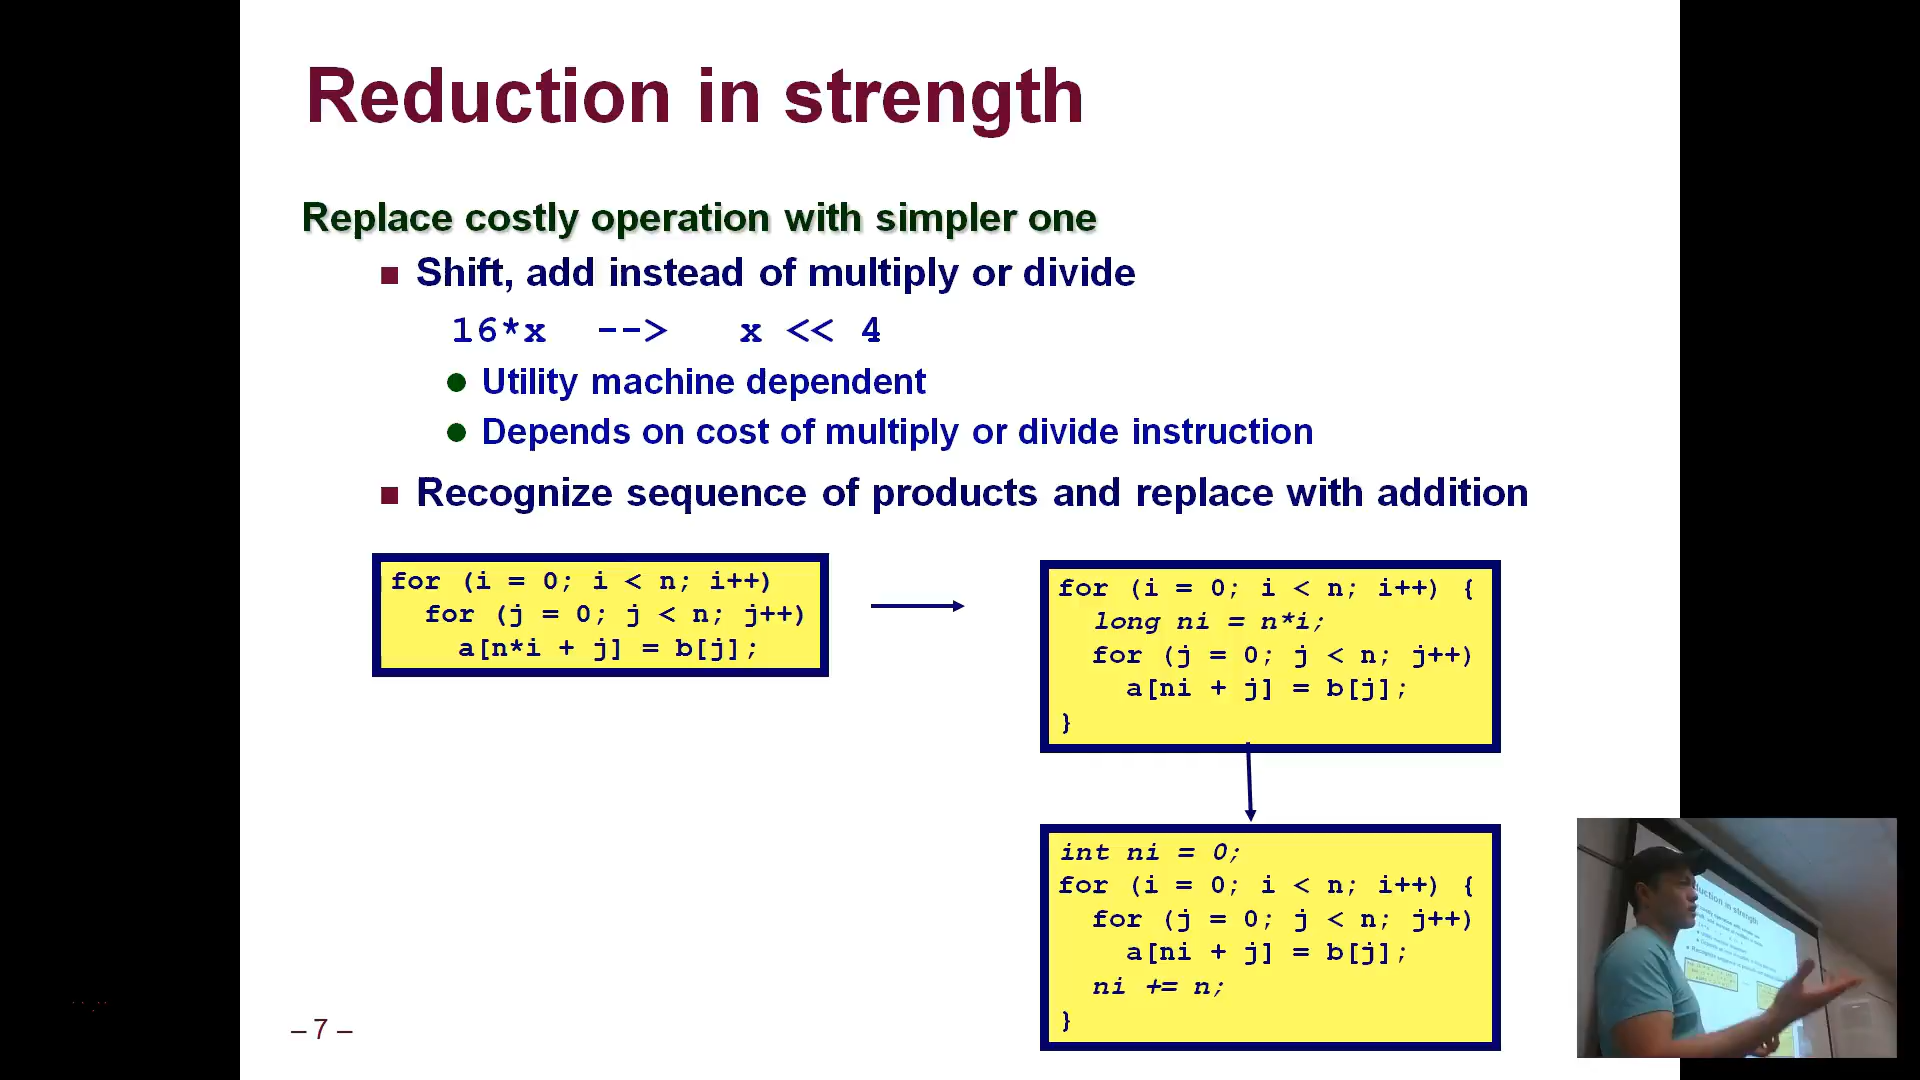 Reduction in strength
Replace costly operation with simpler one
Shift, add instead of multiply or divide
16*x --> x << 4
Utility machine dependent
Depends on cost of multiply or divide instruction
Recognize sequence of products and replace with addition
for (i = 0; i < n; i++)
for (j = 0; j < n; j++)
a[n*i + j] = b[j];
for (i = 0; i < n; i++) {
long ni = n*i;
for (j = 0; j < n; j++)
a[ni + j] = b[j];
}
int ni = 0;
for (i = 0; i < n; i++) {
for (j = 0; j < n; j++)
a[ni + j] = b[j];
ni += n;
}
– 7 –